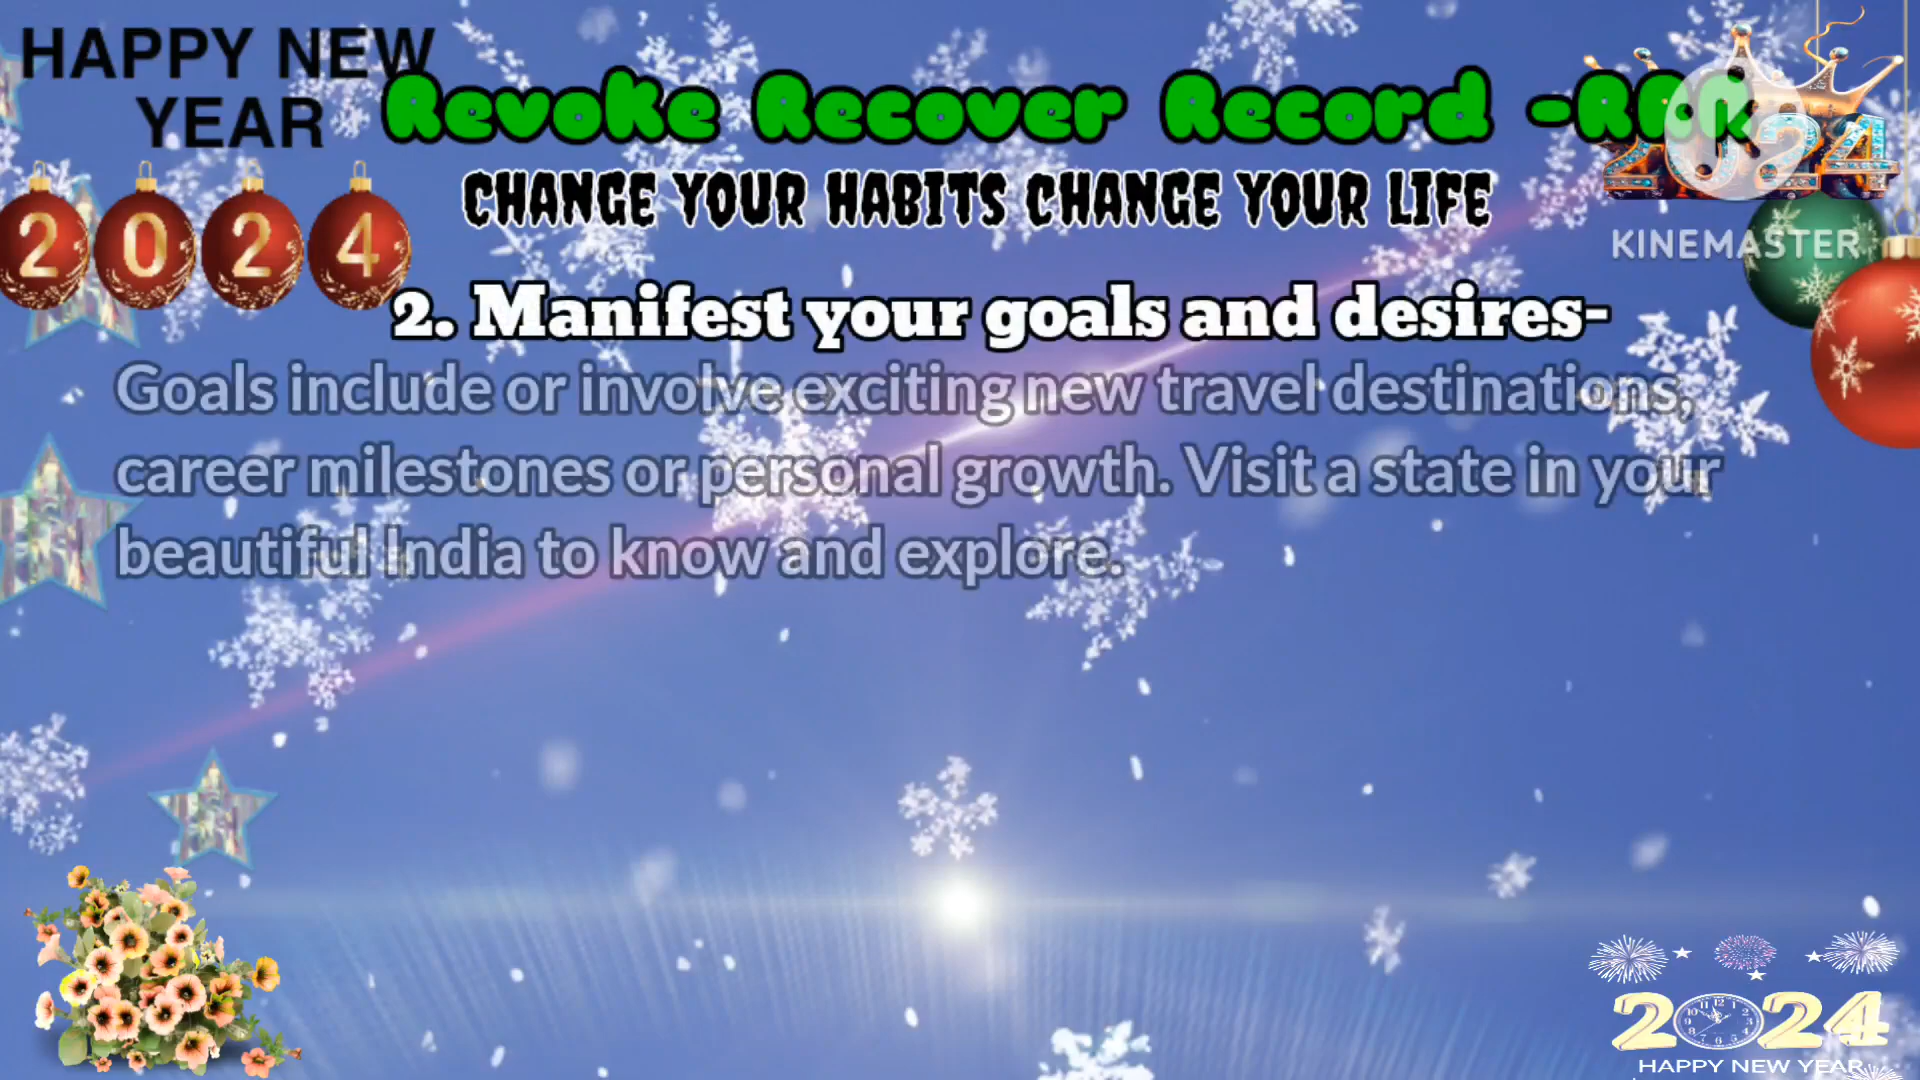 HAPPY NEW
YEAR
Revoke Recover Record -RRR
CHANGE YOUR HABITS CHANGE YOUR LIFE
2024
2024
KINEMASTER
2. Manifest your goals and desires-
Goals include or involve exciting new travel destinations,
career milestones or personal growth. Visit a state in your
beautiful India to know and explore.
2024
HAPPY NEW YEAR